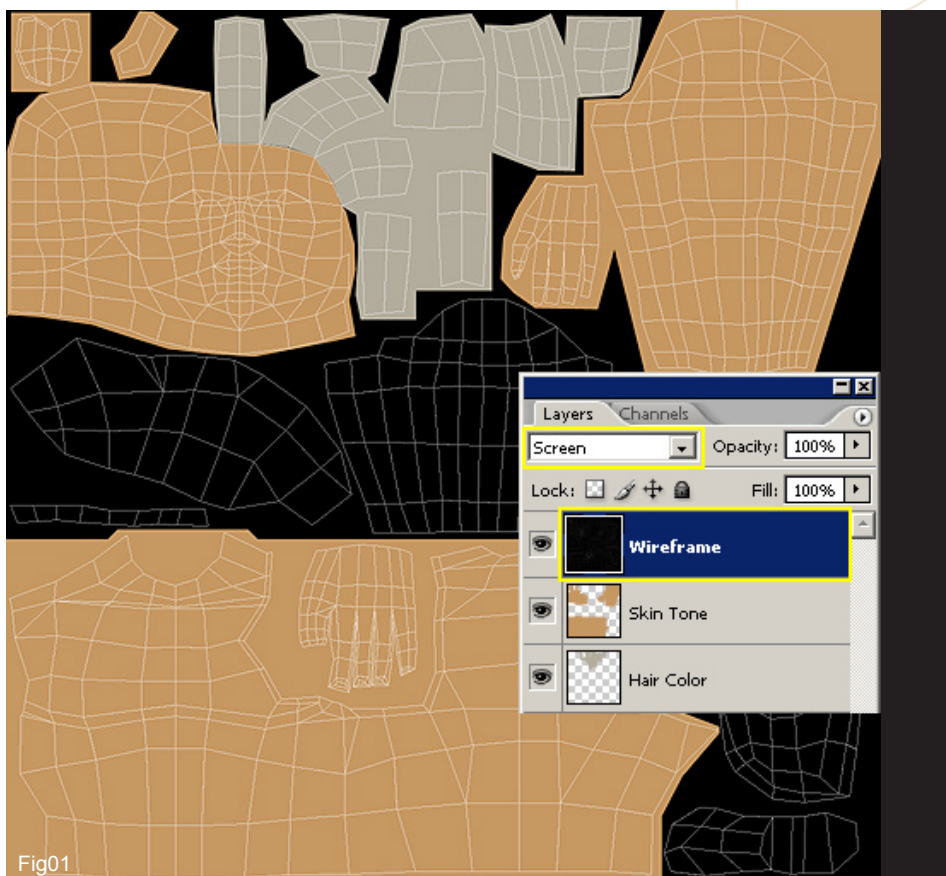 Layers Channels
Screen Opacity: 100%
Lock: Fill: 100%
Wireframe
Skin Tone
Hair Color
Fig01